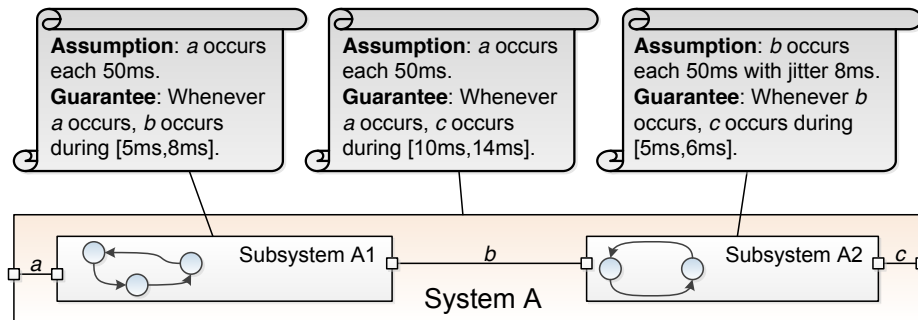 Assumption: a occurs
each 50ms.
Guarantee: Whenever
a occurs, b occurs
during [5ms,8ms].
Assumption: a occurs
each 50ms.
Guarantee: Whenever
a occurs, c occurs
during [10ms,14ms].
Assumption: b occurs
each 50ms with jitter 8ms.
Guarantee: Whenever b
occurs, c occurs during
[5ms,6ms].
a
Subsystem A1
b
Subsystem A2
c
System A